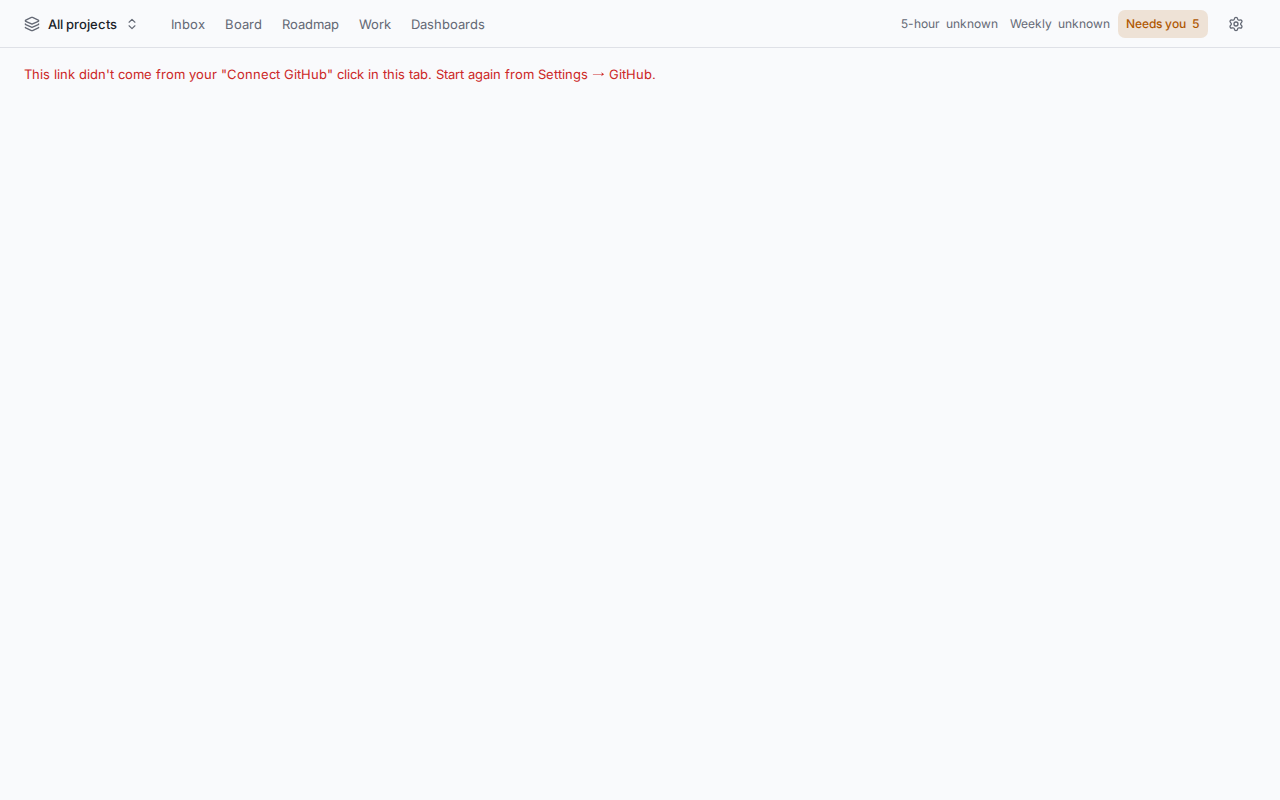 All projects Inbox Board Roadmap Work Dashboards 5-hour unknown Weekly unknown Needs you 5
This link didn't come from your "Connect GitHub" click in this tab. Start again from Settings → GitHub.